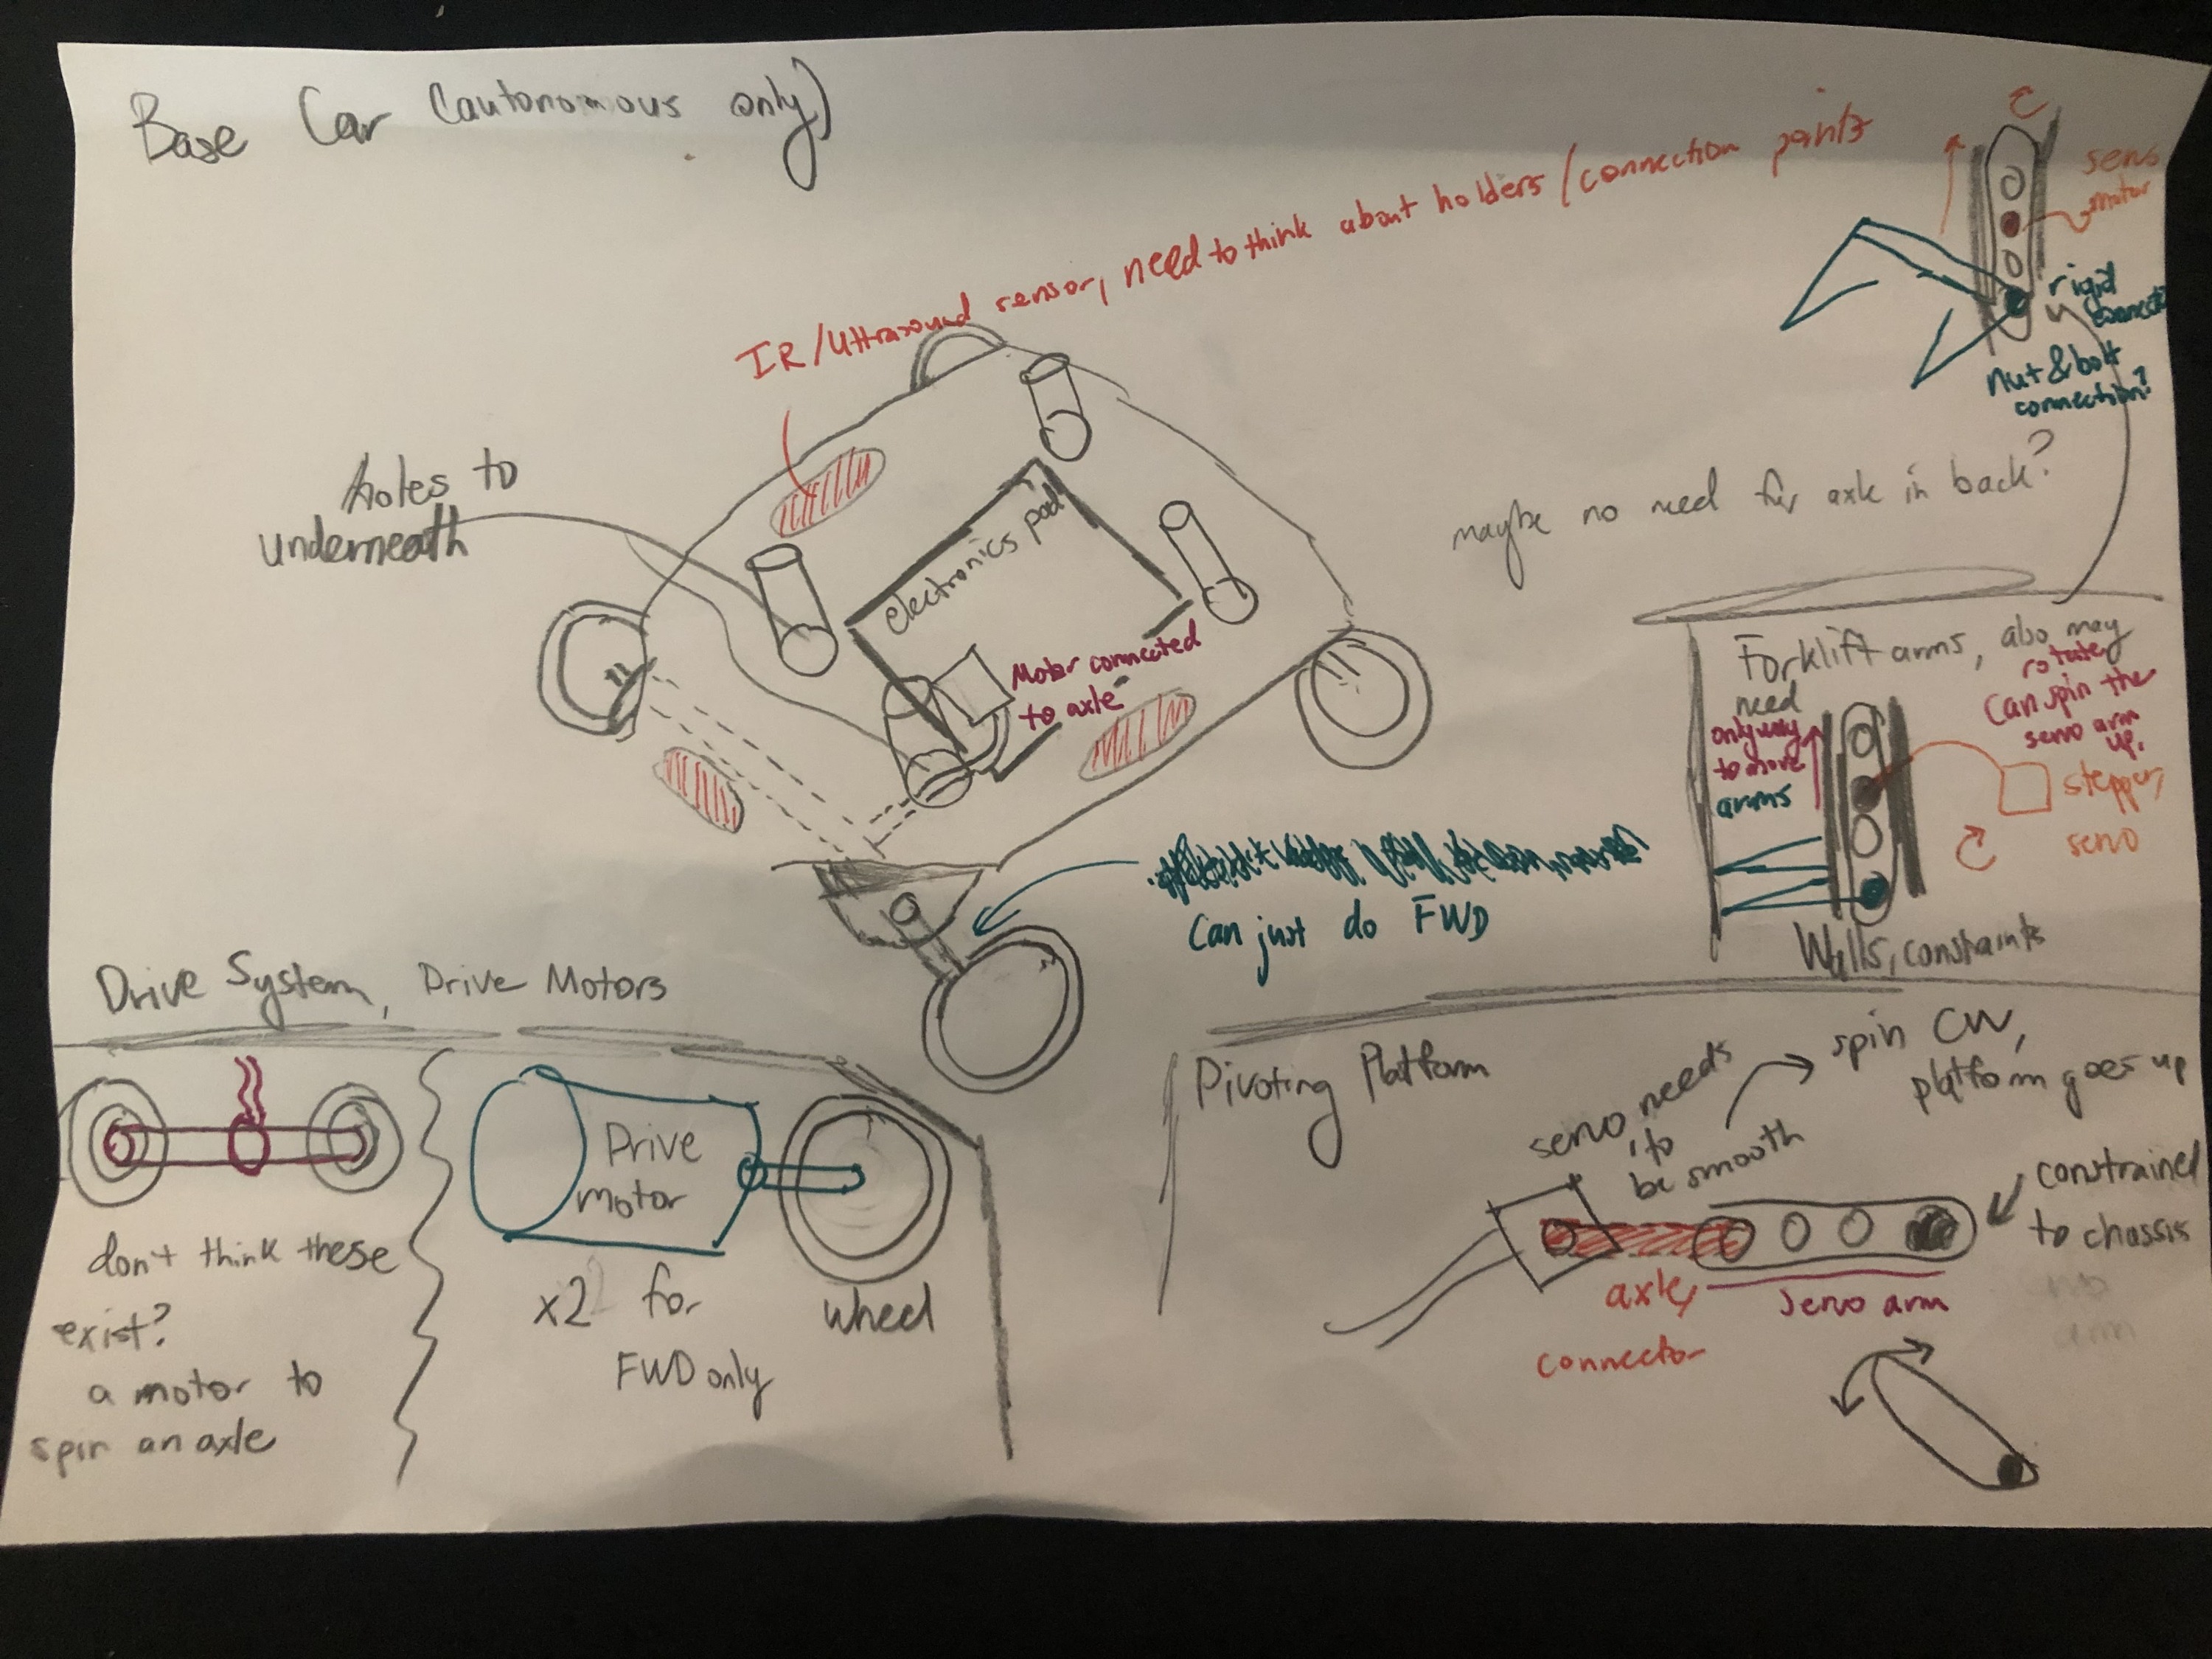 Base Car (autonomous only)
IR/Ultrasound sensor, need to think about holders/connection points
servo
motor
rigid
connect
nut & bolt
connection?
holes to
underneath
electronics pod
Motor connected
to axle
maybe no need for axle in back?
Can just do FWD
Forklift arms, also may
need
rotate,
Can spin the
servo arm
up.
only way
to move
arms
stepper,
servo
Walls, constraints
Drive System, Drive Motors
don't think these
exist?
a motor to
spin an axle
Drive
motor
x2 for
FWD only
wheel
Pivoting Platform
servo needs
to
be smooth
spin CW,
platform goes up
constrained
to chassis
axle,
connector
servo arm